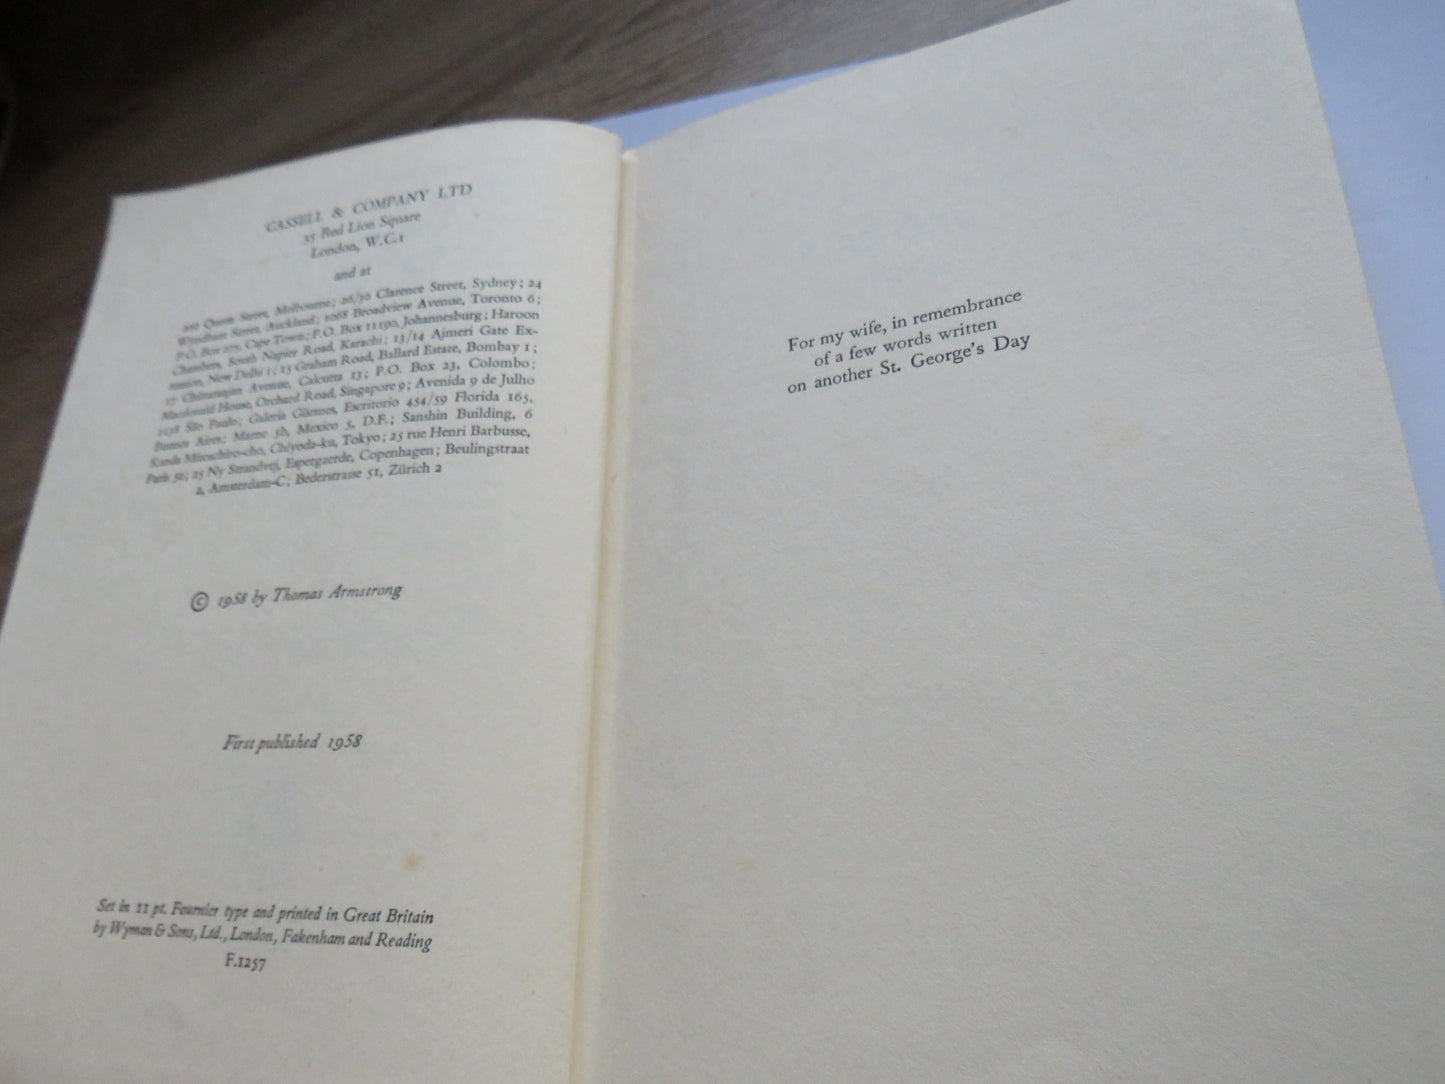 CASSELL & COMPANY LTD
35 Red Lion Square
London, W.C.1
and at
210 Queen Street, Melbourne; 26/30 Clarence Street, Sydney; 24
Wyndham Street, Auckland; 1068 Broadview Avenue, Toronto 6;
P.O. Box 275, Cape Town; P.O. Box 11190, Johannesburg; Haroon
Chambers, South Napier Road, Karachi; 13/14 Ajmeri Gate Ex-
tension, New Delhi 1; 15 Graham Road, Ballard Estate, Bombay 1;
17 Chittaranjan Avenue, Calcutta 13; P.O. Box 23, Colombo;
Macdonald House, Orchard Road, Singapore 9; Avenida 9 de Julho
1138 São Paulo; Galeria Güemes, Escritorio 454/59 Florida 165,
Buenos Aires; Marne 5b, Mexico 5, D.F.; Sanshin Building, 6
Kanda Mitoschiro-cho, Chiyoda-ku, Tokyo; 25 rue Henri Barbusse,
Paris 5e; 25 Ny Strandvej, Espergaerde, Copenhagen; Beulingstraat
2, Amsterdam-C; Bederstrasse 51, Zürich 2
© 1958 by Thomas Armstrong
First published 1958
Set in 11 pt. Fournier type and printed in Great Britain
by Wyman & Sons, Ltd., London, Fakenham and Reading
F.1257
For my wife, in remembrance
of a few words written
on another St. George's Day